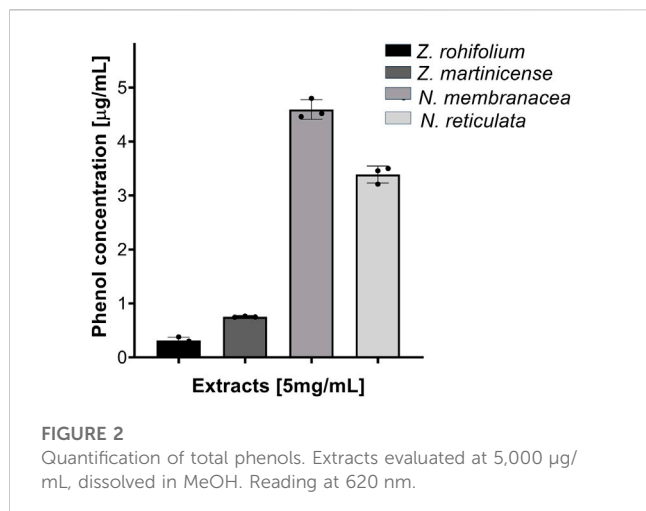 Z. rohifolium
Z. martinicense
N. membranacea
N. reticulata
Phenol concentration [µg/mL]
5
4
3
2
1
0
Extracts [5mg/mL]
FIGURE 2
Quantification of total phenols. Extracts evaluated at 5,000 µg/
mL, dissolved in MeOH. Reading at 620 nm.